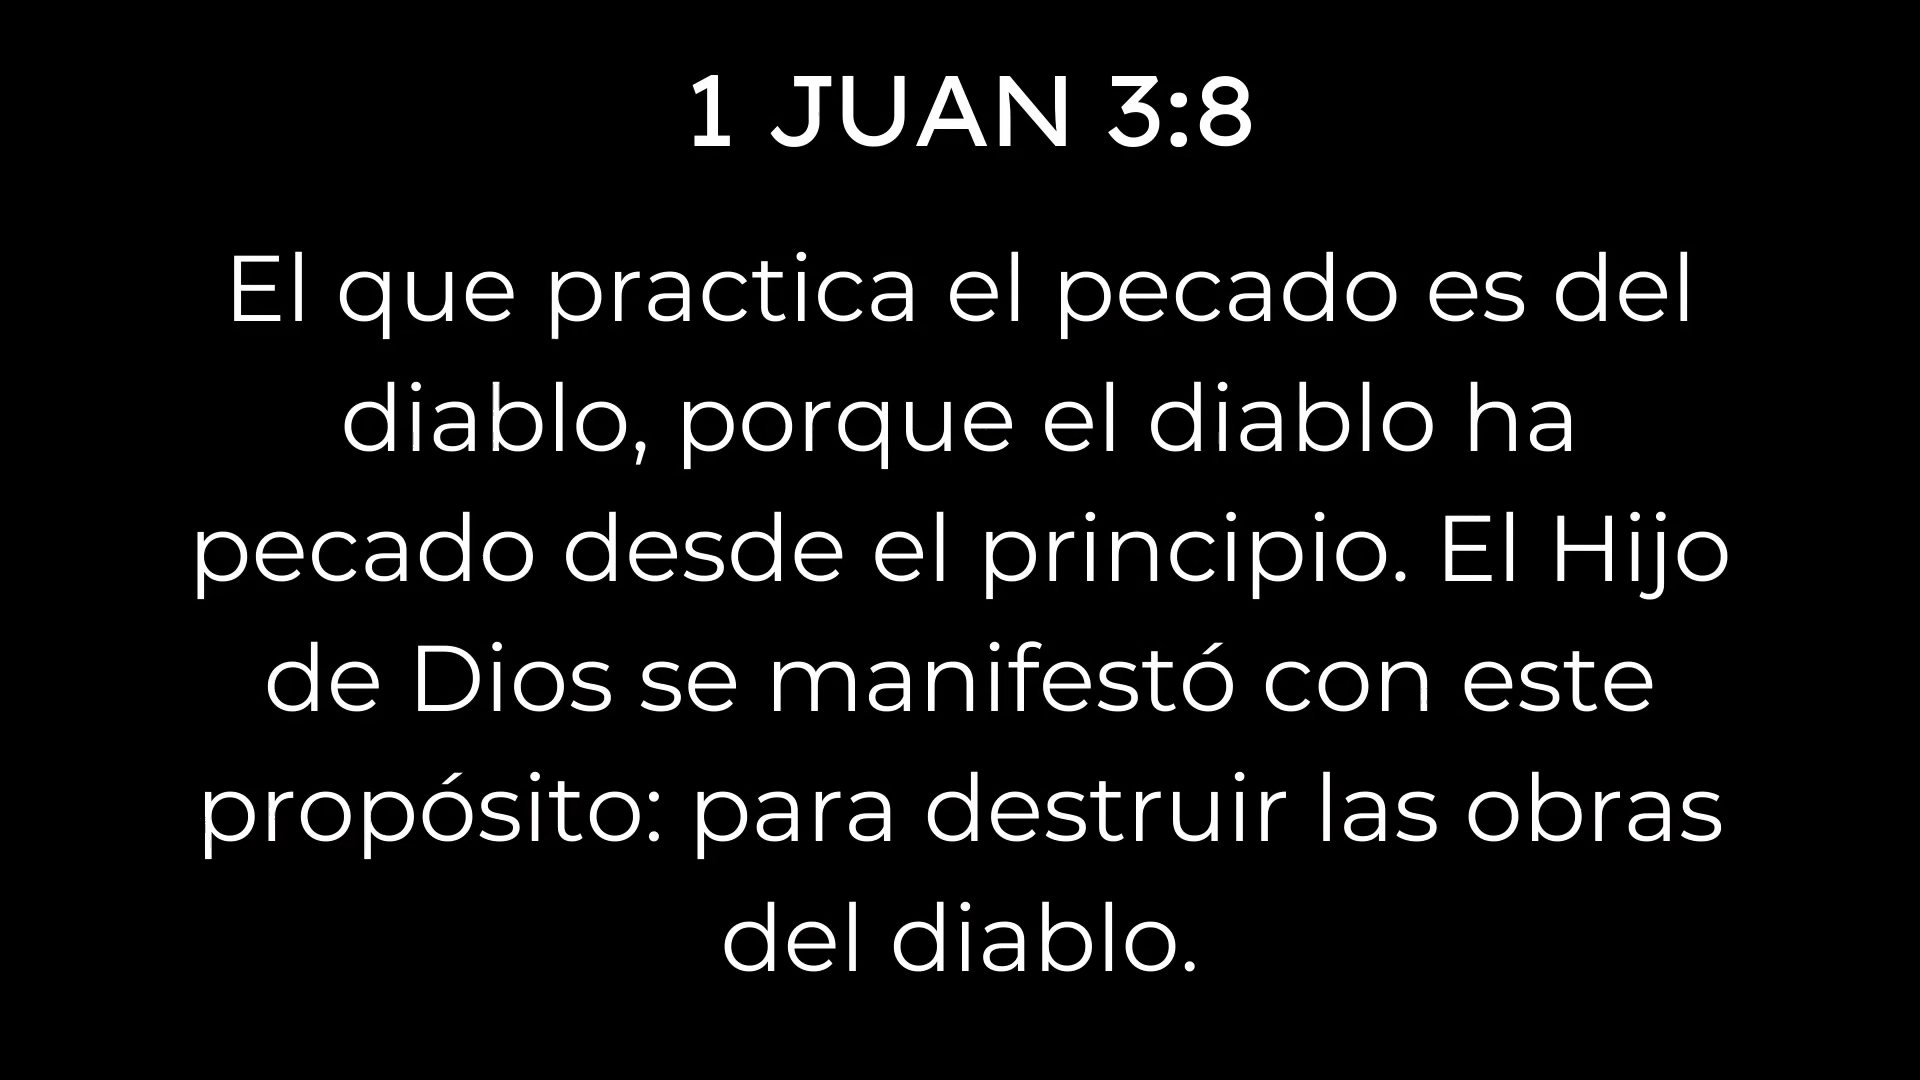 1 JUAN 3:8
El que practica el pecado es del
diablo, porque el diablo ha
pecado desde el principio. El Hijo
de Dios se manifestó con este
propósito: para destruir las obras
del diablo.